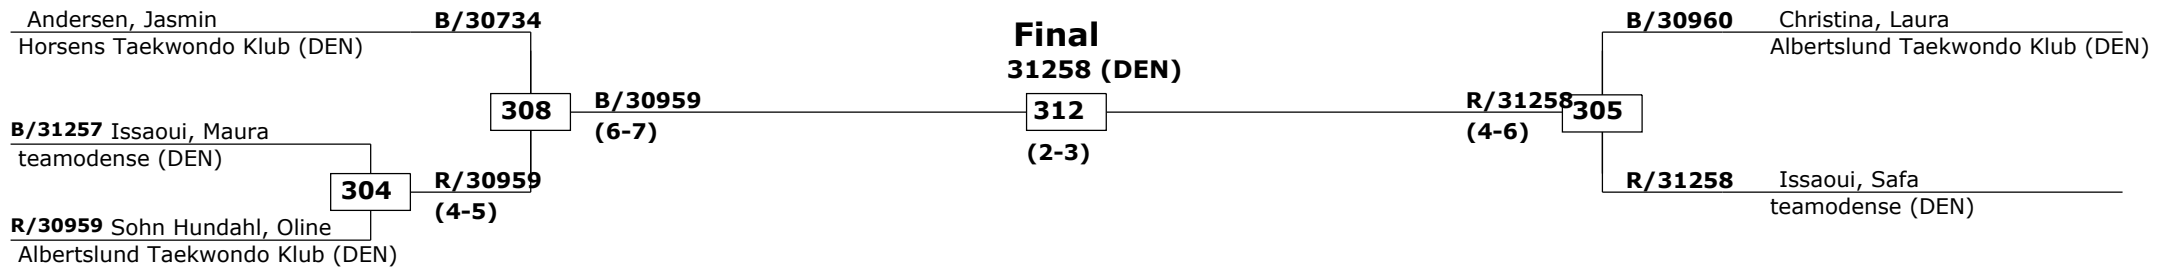 Andersen, Jasmin
B/30734
Horsens Taekwondo Klub (DEN)
308
B/30959
(6-7)
B/31257 Issaoui, Maura
teamodense (DEN)
304
R/30959
(4-5)
R/30959 Sohn Hundahl, Oline
Albertslund Taekwondo Klub (DEN)
Final
31258 (DEN)
312
(2-3)
B/30960
Christina, Laura
Albertslund Taekwondo Klub (DEN)
R/31258
(4-6)
305
R/31258
Issaoui, Safa
teamodense (DEN)